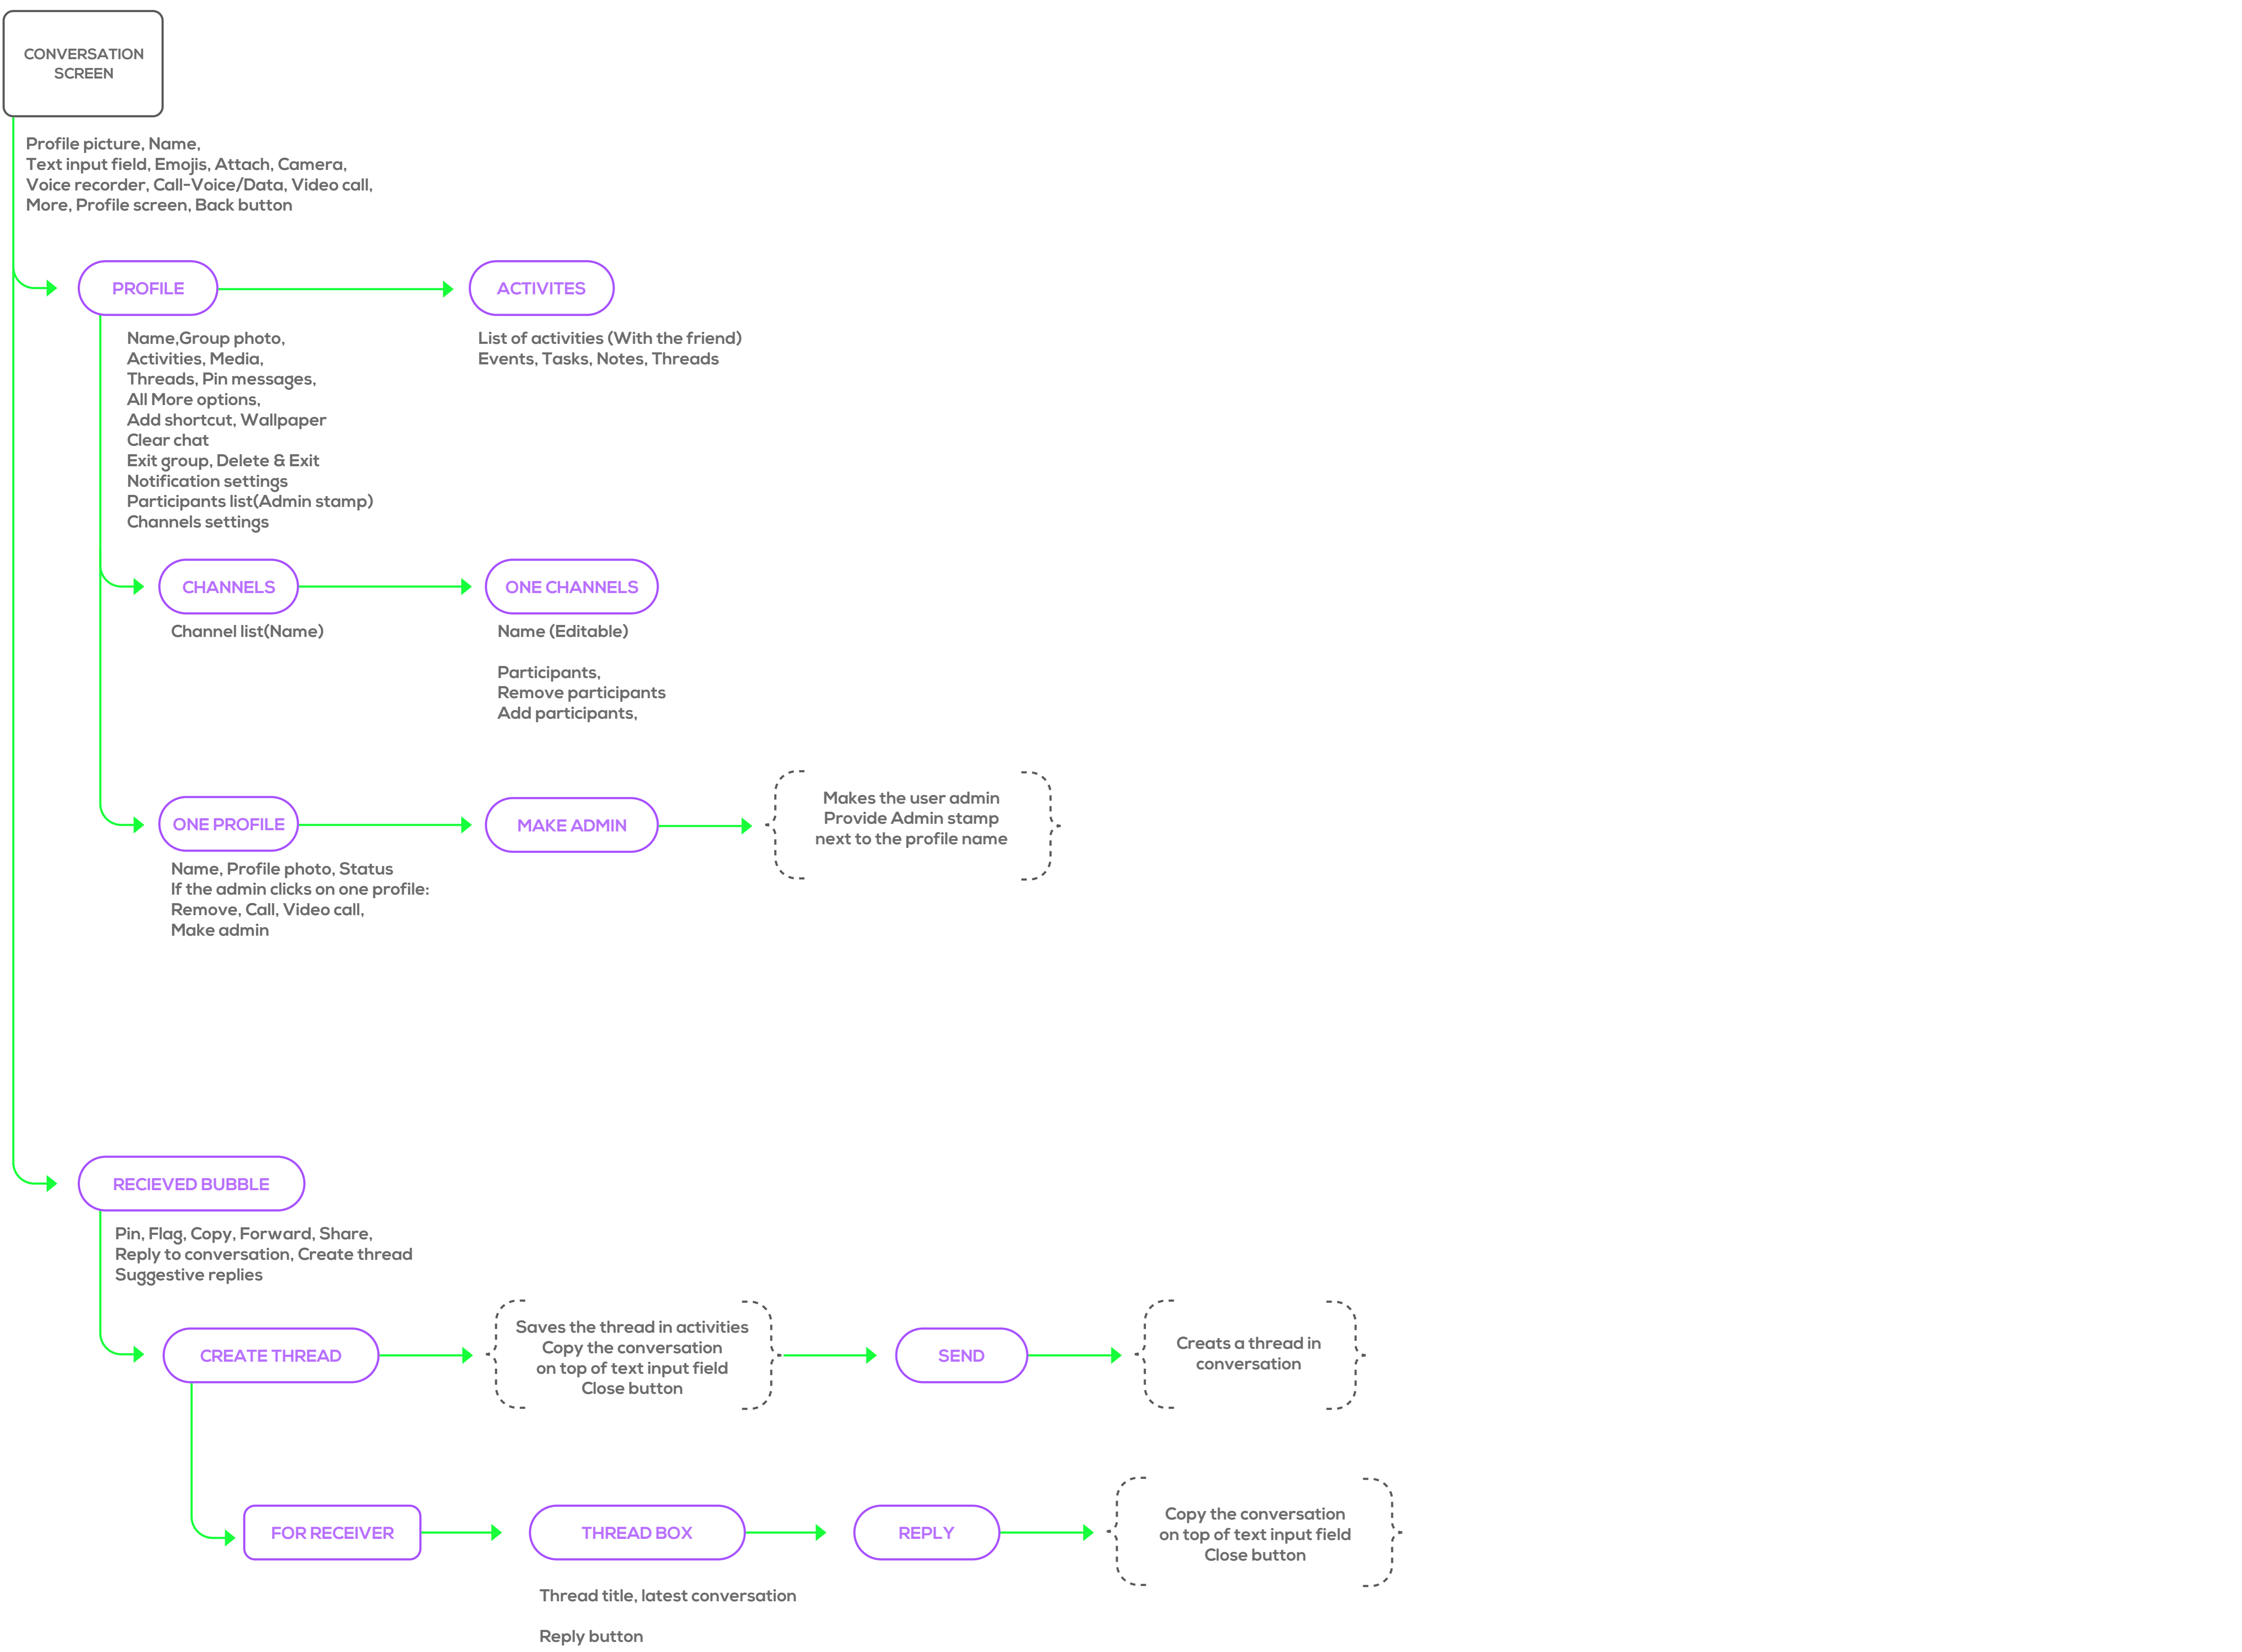 CONVERSATION
SCREEN
Profile picture, Name,
Text input field, Emojis, Attach, Camera,
Voice recorder, Call-Voice/Data, Video call,
More, Profile screen, Back button
PROFILE
ACTIVITES
Name,Group photo,
Activities, Media,
Threads, Pin messages,
All More options,
Add shortcut, Wallpaper
Clear chat
Exit group, Delete & Exit
Notification settings
Participants list(Admin stamp)
Channels settings
List of activities (With the friend)
Events, Tasks, Notes, Threads
CHANNELS
ONE CHANNELS
Channel list(Name)
Name (Editable)
Participants,
Remove participants
Add participants,
ONE PROFILE
MAKE ADMIN
Makes the user admin
Provide Admin stamp
next to the profile name
Name, Profile photo, Status
If the admin clicks on one profile:
Remove, Call, Video call,
Make admin
RECIEVED BUBBLE
Pin, Flag, Copy, Forward, Share,
Reply to conversation, Create thread
Suggestive replies
CREATE THREAD
Saves the thread in activities
Copy the conversation
on top of text input field
Close button
SEND
Creats a thread in
conversation
FOR RECEIVER
THREAD BOX
REPLY
Copy the conversation
on top of text input field
Close button
Thread title, latest conversation
Reply button